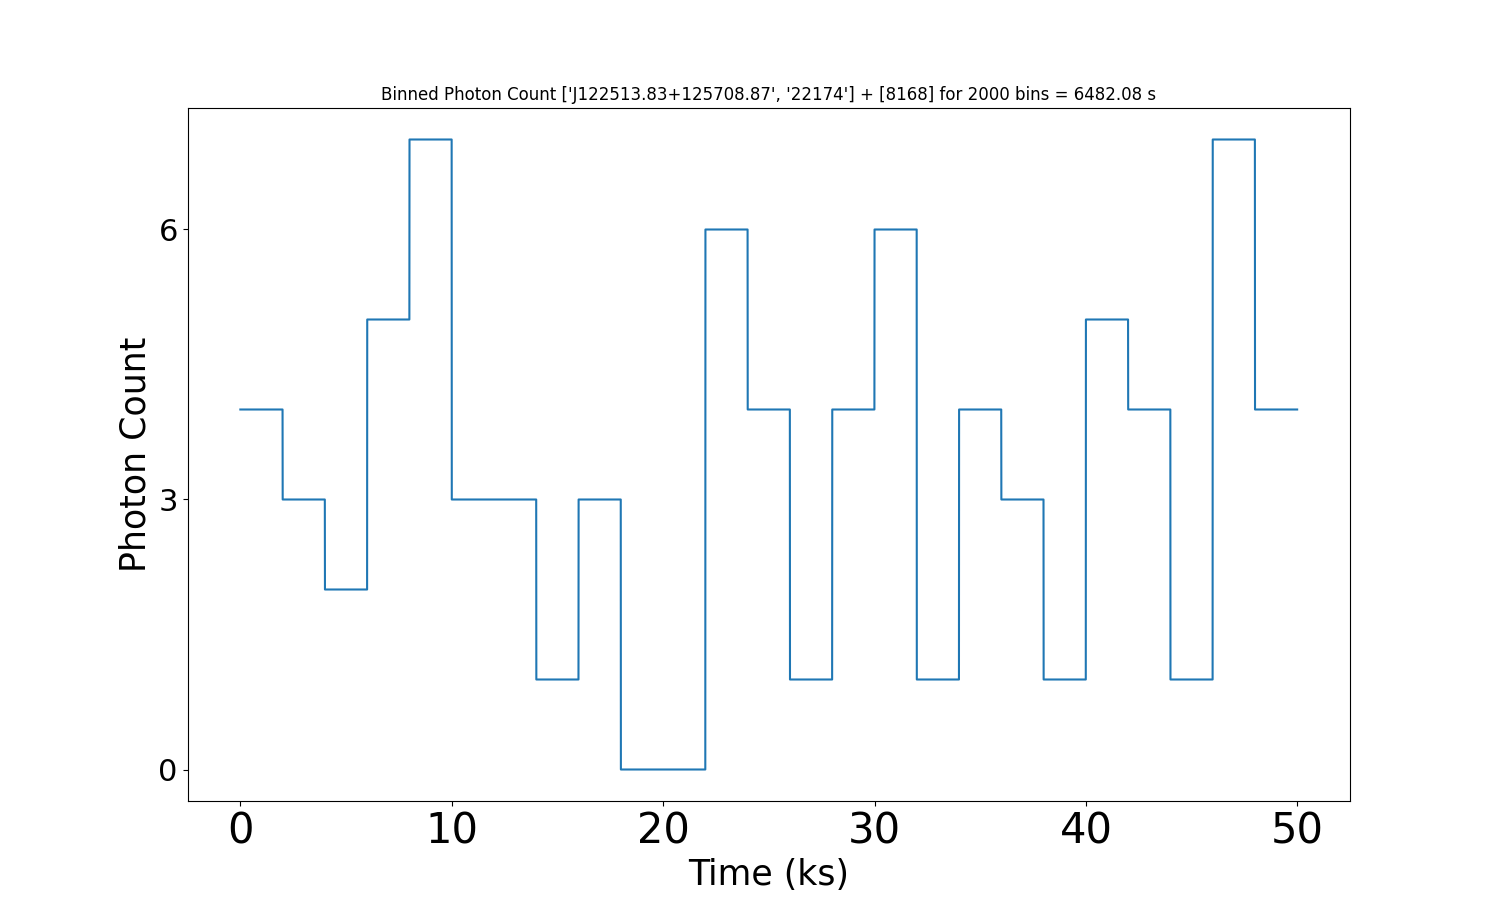 Binned Photon Count ['J122513.83+125708.87', '22174'] + [8168] for 2000 bins = 6482.08 s
6
3
0
Photon Count
0 10 20 30 40 50
Time (ks)